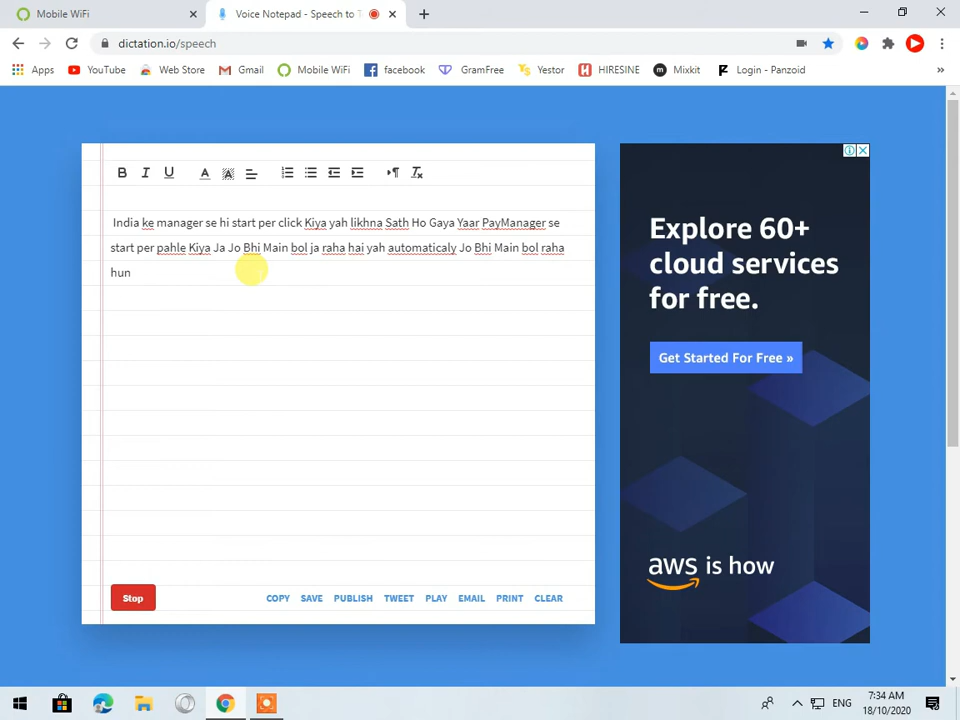 Mobile WiFi
Voice Notepad - Speech to T
dictation.io/speech
Apps
YouTube
Web Store
Gmail
Mobile WiFi
facebook
GramFree
Yestor
HIRESINE
Mixkit
Login - Panzoid
»
B I U A A
India ke manager se hi start per click Kiya yah likhna Sath Ho Gaya Yaar PayManager se
start per pahle Kiya Ja Jo Bhi Main bol ja raha hai yah automaticaly Jo Bhi Main bol raha
hun
Stop
COPY SAVE PUBLISH TWEET PLAY EMAIL PRINT CLEAR
Explore 60+
cloud services
for free.
Get Started For Free »
aws is how
ENG
7:34 AM
18/10/2020